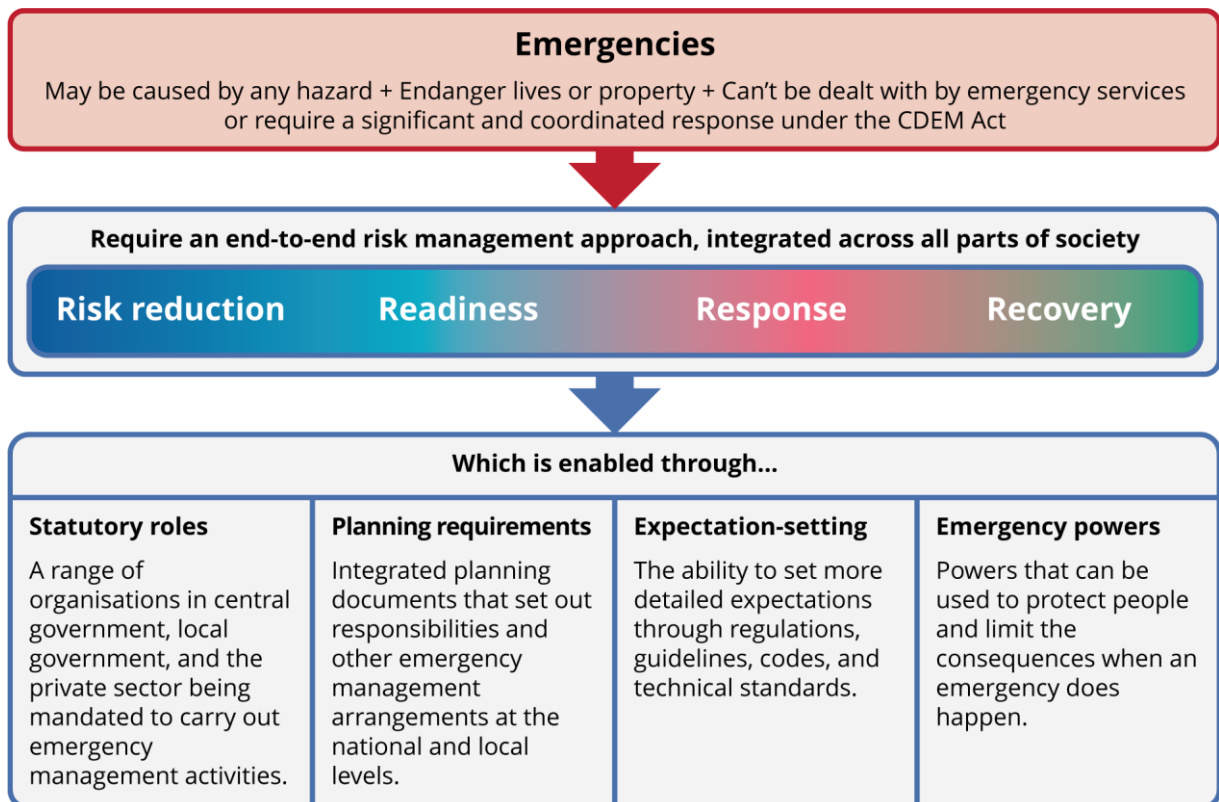 Emergencies
May be caused by any hazard + Endanger lives or property + Can't be dealt with by emergency services
or require a significant and coordinated response under the CDEM Act
Require an end-to-end risk management approach, integrated across all parts of society
Risk reduction
Readiness
Response
Recovery
Which is enabled through...
Statutory roles
A range of
organisations in central
government, local
government, and the
private sector being
mandated to carry out
emergency
management activities.
Planning requirements
Integrated planning
documents that set out
responsibilities and
other emergency
management
arrangements at the
national and local
levels.
Expectation-setting
The ability to set more
detailed expectations
through regulations,
guidelines, codes, and
technical standards.
Emergency powers
Powers that can be
used to protect people
and limit the
consequences when an
emergency does
happen.